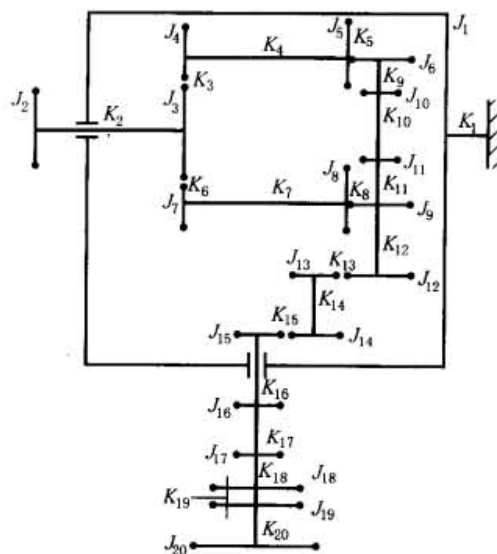 J₁
J₄
K₄
J₅
K₅
J₆
K₃
K₉
J₂
K₂
J₃
J₁₀
K₁₀
K₁
J₁₁
J₈
K₆
K₇
K₈
K₁₁
J₇
J₉
K₁₂
J₁₃
K₁₃
J₁₂
K₁₄
J₁₅
K₁₅
J₁₄
K₁₆
J₁₆
K₁₇
J₁₇
K₁₈
J₁₈
K₁₉
J₁₉
K₂₀
J₂₀